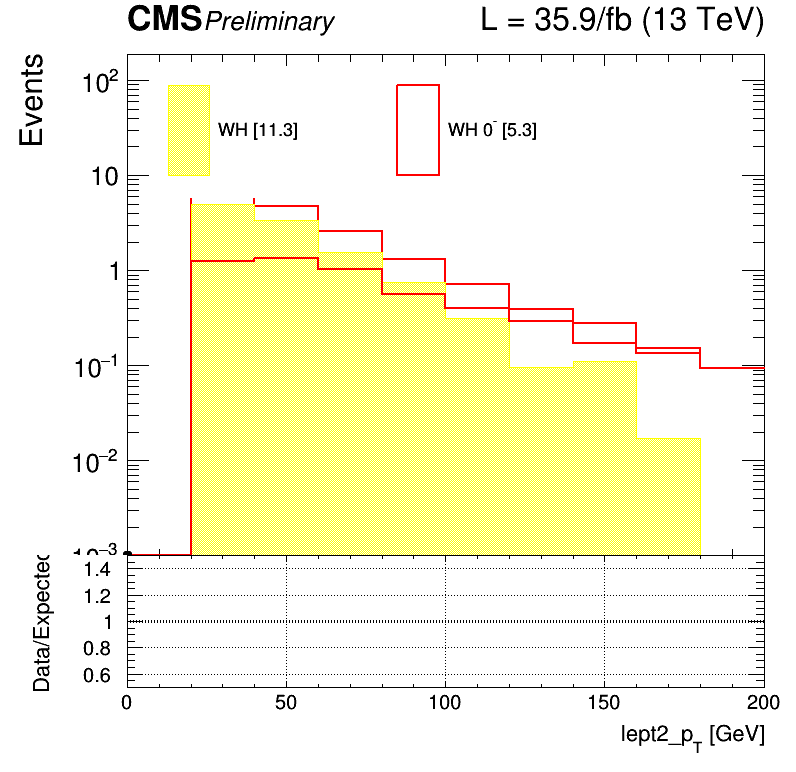 CMS Preliminary L = 35.9/fb (13 TeV)
Events
10²
WH [11.3]
WH 0⁻ [5.3]
10
1
10⁻¹
10⁻²
10⁻³
Data/Expected
1.4
1.2
1
0.8
0.6
0 50 100 150 200
lept2_p_T [GeV]